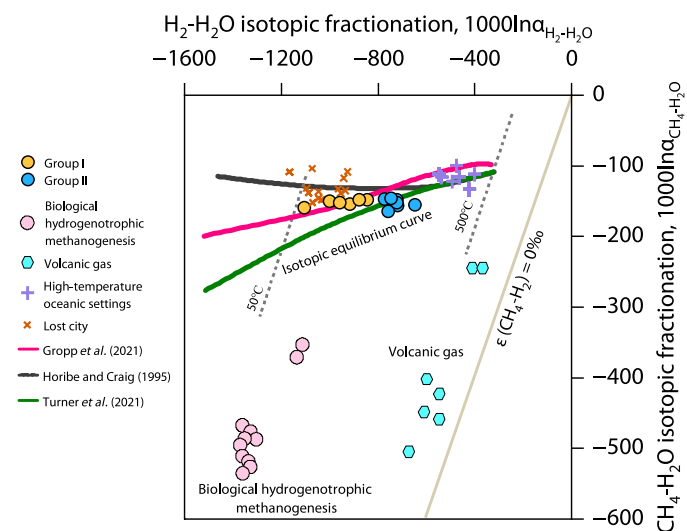 H₂-H₂O isotopic fractionation, 1000lnα_H₂-H₂O
−1600
−1200
−800
−400
0
0
−100
−200
−300
−400
−500
−600
CH₄-H₂O isotopic fractionation, 1000lnα_CH₄-H₂O
Group I
Group II
Biological
hydrogenotrophic
methanogenesis
Volcanic gas
High-temperature
oceanic settings
Lost city
Gropp et al. (2021)
Horibe and Craig (1995)
Turner et al. (2021)
Isotopic equilibrium curve
50°C
500°C
ε (CH₄-H₂) = 0‰
Volcanic gas
Biological hydrogenotrophic
methanogenesis